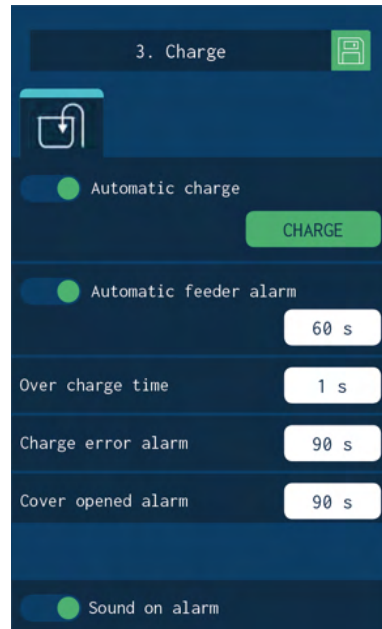 3. Charge
Automatic charge
CHARGE
Automatic feeder alarm
60 s
Over charge time
1 s
Charge error alarm
90 s
Cover opened alarm
90 s
Sound on alarm